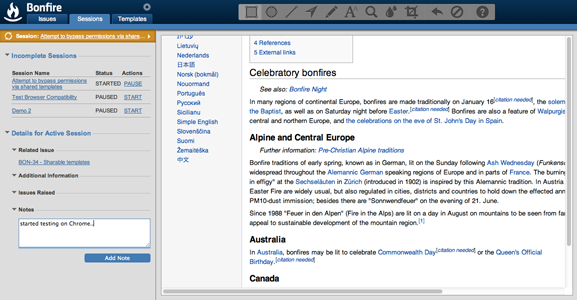 Bonfire
Issues Sessions Templates
Session: Attempt to bypass permissions via share...
Incomplete Sessions
Session Name Status Actions
Attempt to bypass permissions via shared templates STARTED PAUSE
Test Browser Compatibility PAUSED START
Demo 2 PAUSED START
Details for Active Session
Related Issue
BON-34 - Sharable templates
Additional Information
Issues Raised
Notes
started testing on Chrome..
Add Note
Lietuvių
Nederlands
日本語
Norsk (bokmål)
Nouormand
Português
Русский
Sicilianu
Simple English
Slovenščina
Suomi
Žemaitėška
中文
4 References
5 External links
Celebratory bonfires
See also: Bonfire Night
In many regions of continental Europe, bonfires are made traditionally on January 16[citation needed], the solem
the Baptist, as well as on Saturday night before Easter.[citation needed] Bonfires are also a feature of Walpurgis
central and northern Europe, and the celebrations on the eve of St. John's Day in Spain.
Alpine and Central Europe
Further information: Pre-Christian Alpine traditions
Bonfire traditions of early spring, known as in German, lit on the Sunday following Ash Wednesday (Funkens
widespread throughout the Alemannic German speaking regions of Europe and in parts of France. The burning
in effigy" at the Sechseläuten in Zürich (introduced in 1902) is inspired by this Alemannic tradition. In Austria
Easter Fire are widely usual, but also regulated in cities, districts and countries to hold down the effected ann
PM10-dust immission; besides there are "Sonnwendfeuer" on the evening of 21. June.
Since 1988 "Feuer in den Alpen" (Fire in the Alps) are lit on a day in August on mountains to be seen from far
appeal to sustainable development of the mountain region.[1]
Australia
In Australia, bonfires may be lit to celebrate Commonwealth Day[citation needed] or the Queen's Official
Birthday.[citation needed]
Canada